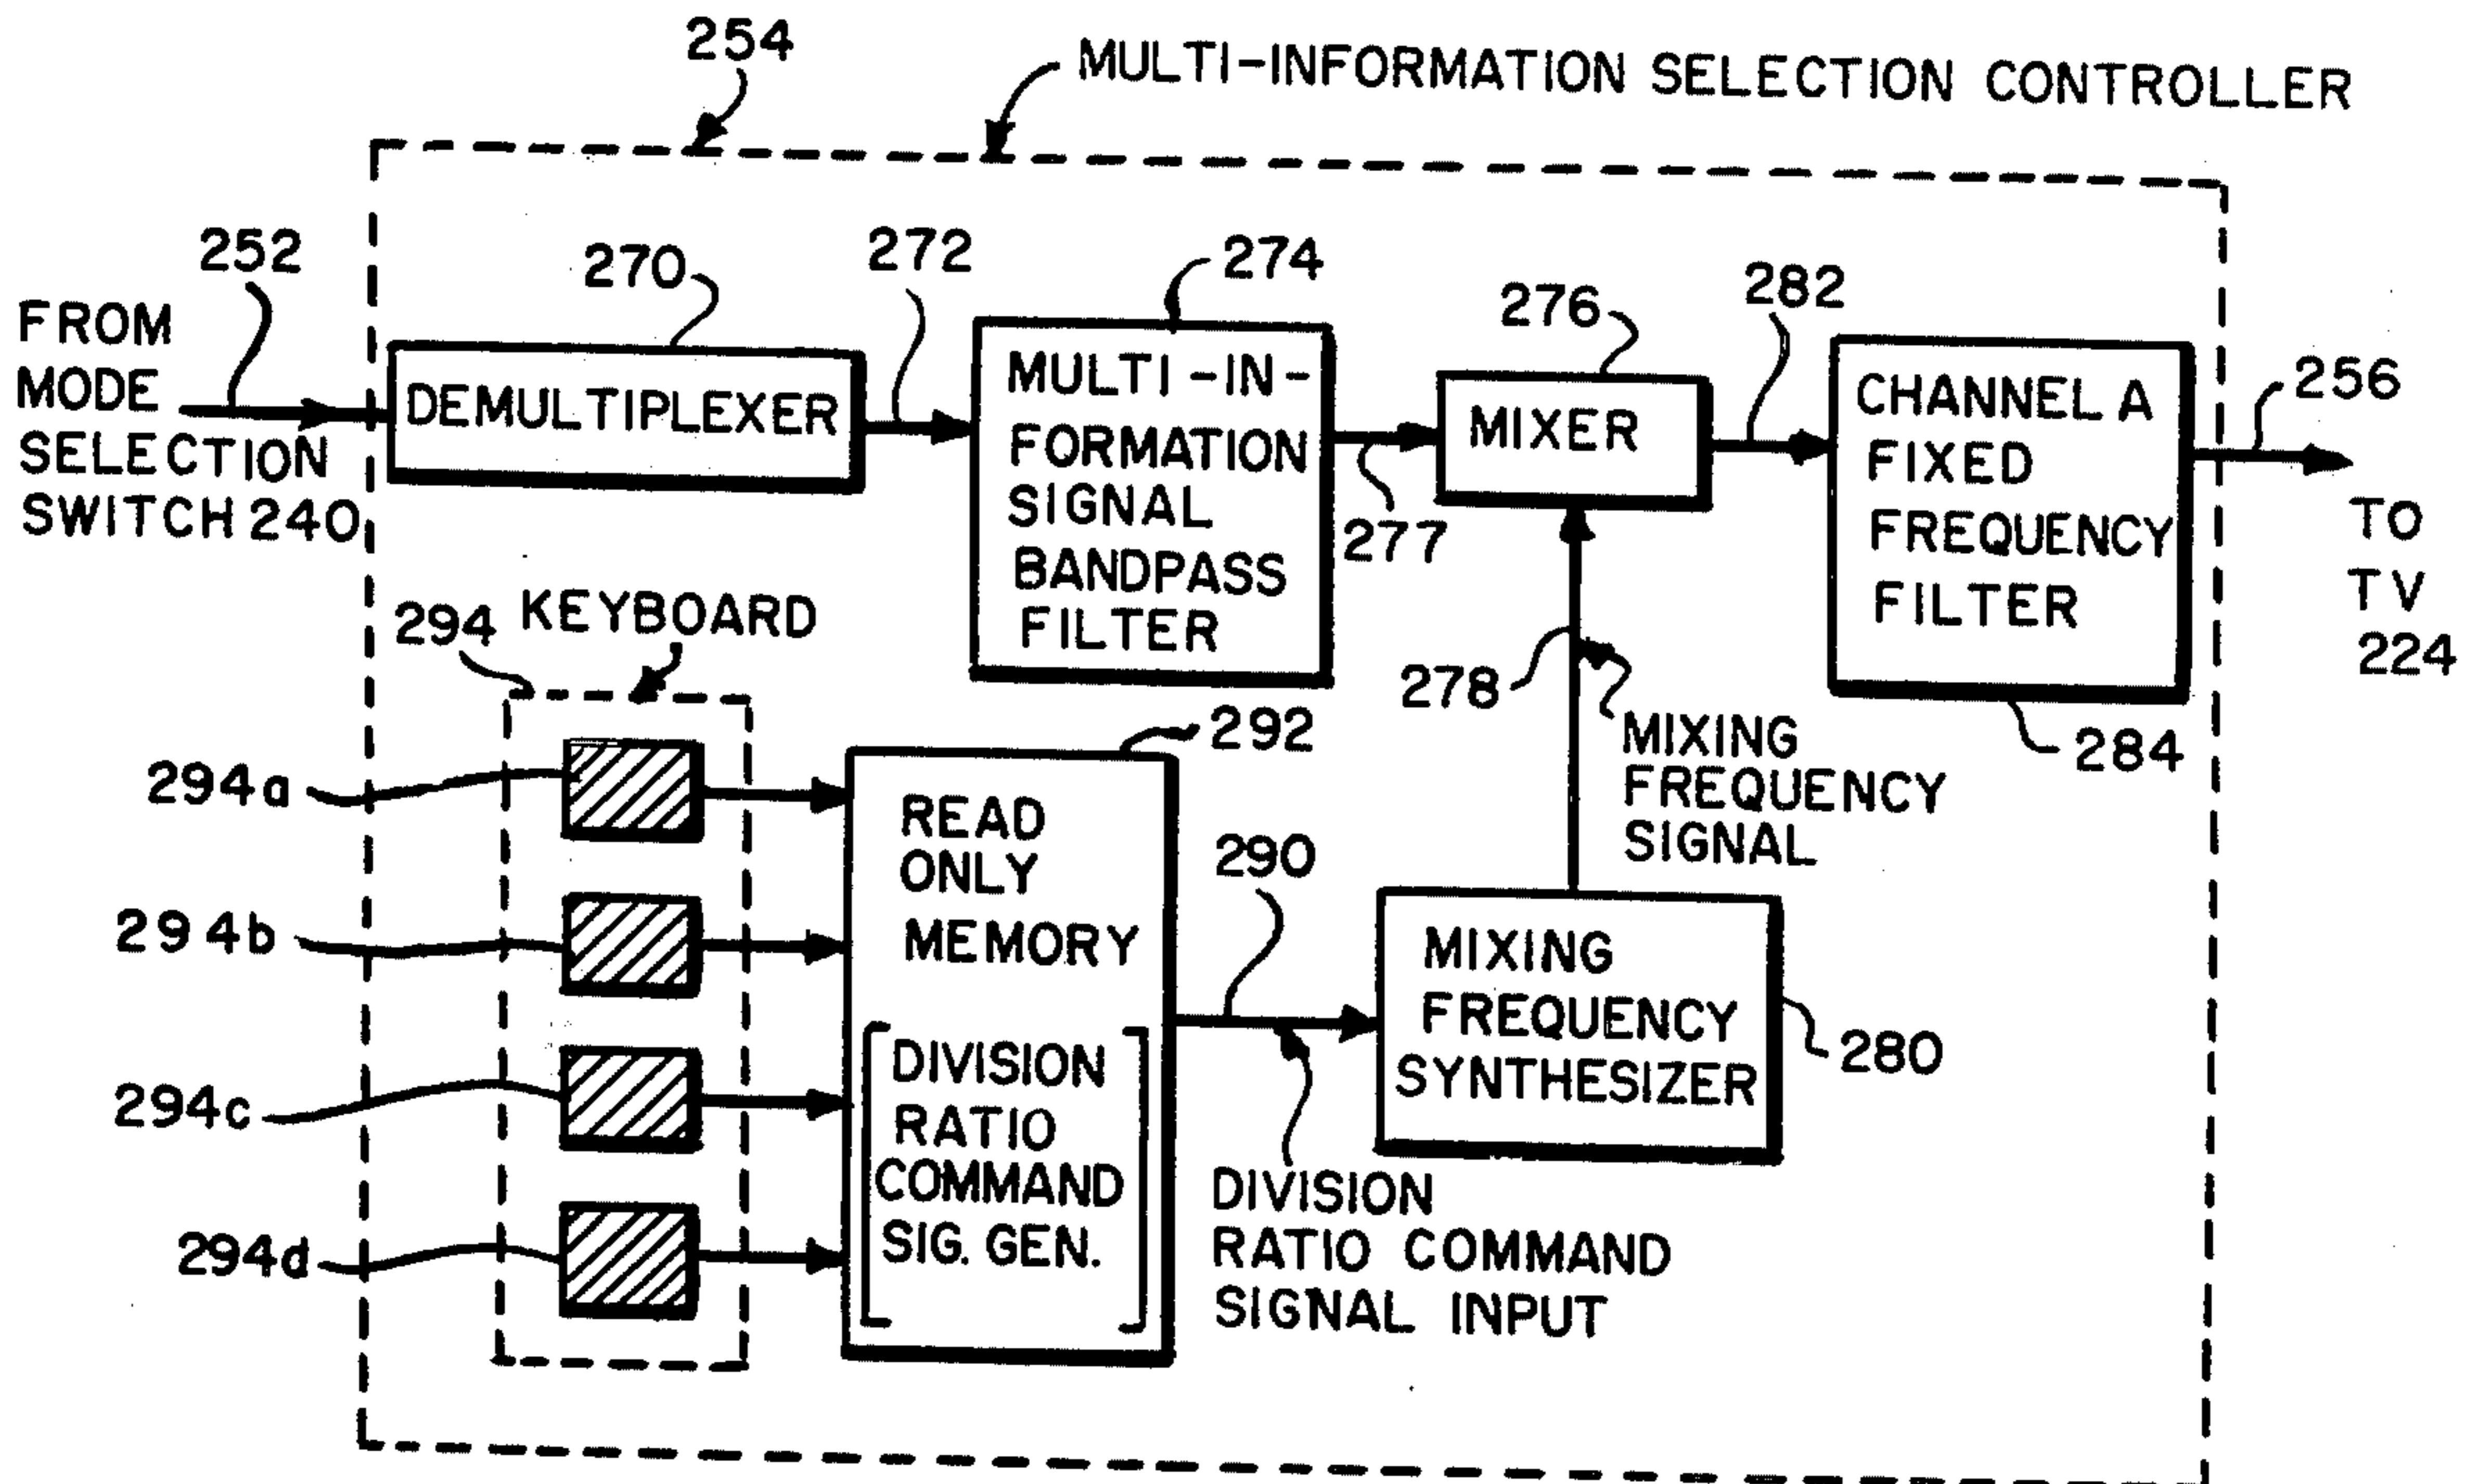 254
MULTI-INFORMATION SELECTION CONTROLLER
252
270
272
274
276
282
256
FROM
MODE
SELECTION
SWITCH 240
DEMULTIPLEXER
MULTI-IN-
FORMATION
SIGNAL
BANDPASS
FILTER
277
MIXER
CHANNEL A
FIXED
FREQUENCY
FILTER
TO
TV
224
278
MIXING
FREQUENCY
SIGNAL
284
294 KEYBOARD
294a
294b
294c
294d
292
READ
ONLY
MEMORY
DIVISION
RATIO
COMMAND
SIG. GEN.
290
DIVISION
RATIO COMMAND
SIGNAL INPUT
MIXING
FREQUENCY
SYNTHESIZER
280